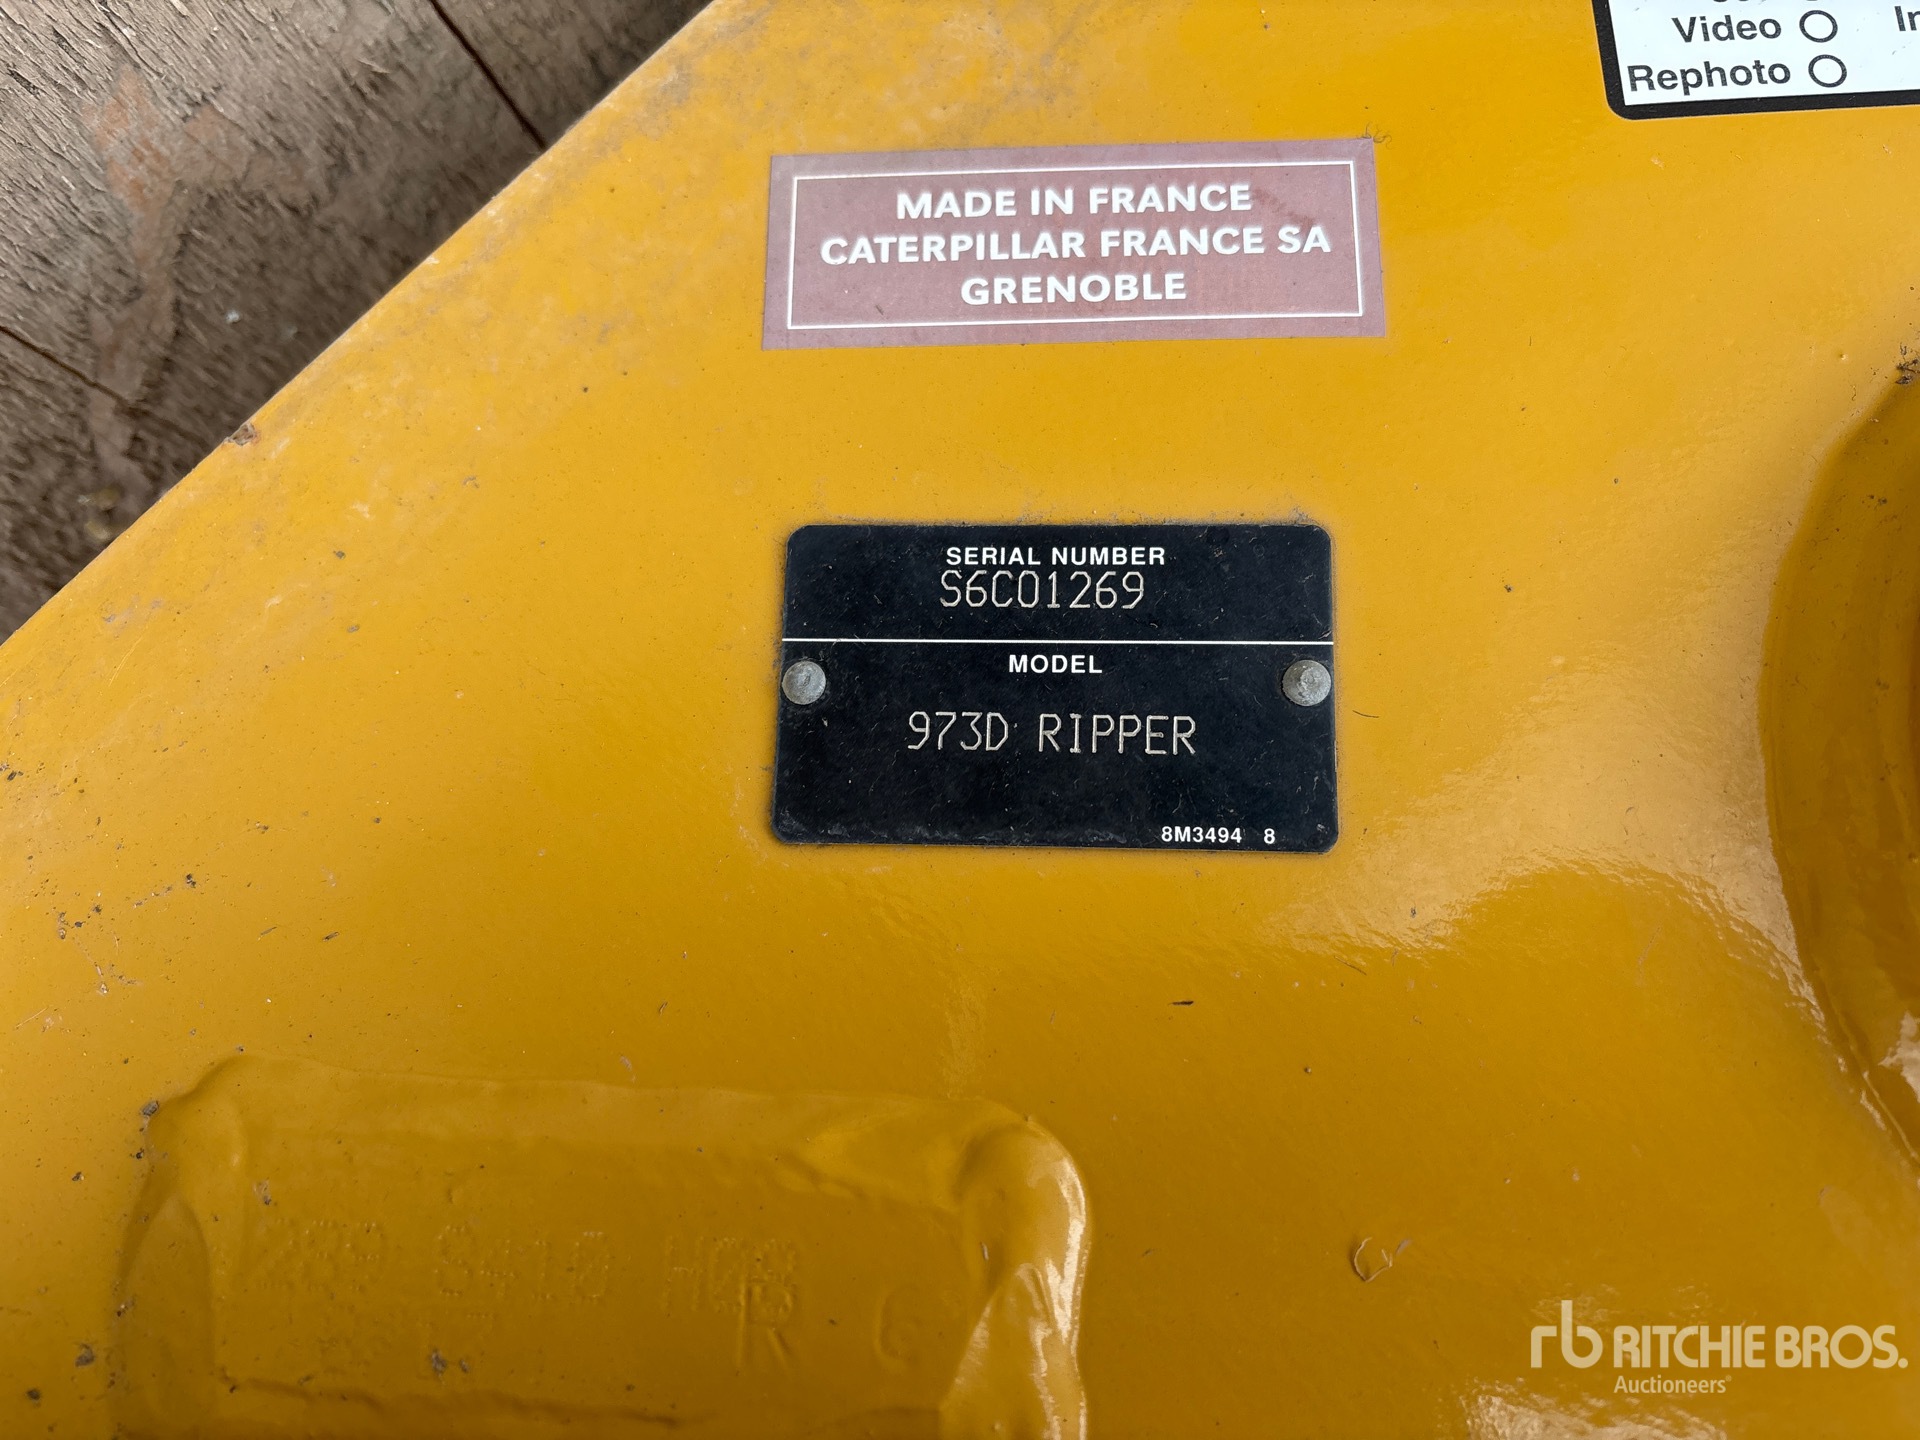 Video
Rephoto
MADE IN FRANCE
CATERPILLAR FRANCE SA
GRENOBLE
SERIAL NUMBER
S6C01269
MODEL
973D RIPPER
8M3494 8
rb RITCHIE BROS.
Auctioneers